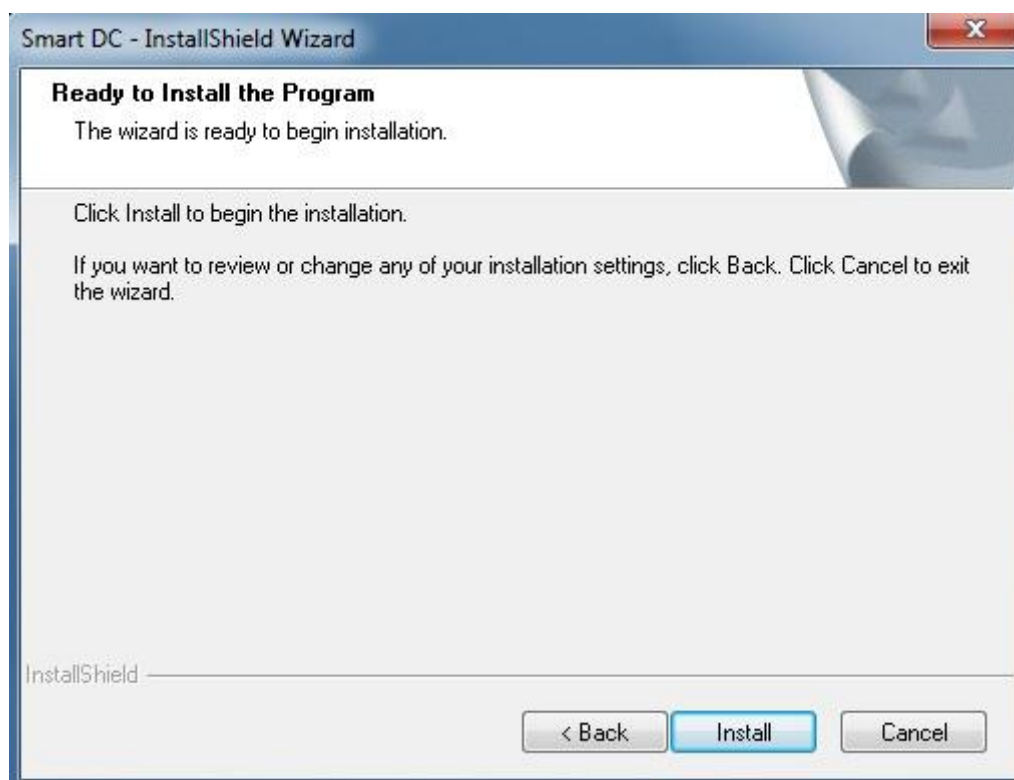 Smart DC - InstallShield Wizard
Ready to Install the Program
The wizard is ready to begin installation.
Click Install to begin the installation.
If you want to review or change any of your installation settings, click Back. Click Cancel to exit
the wizard.
InstallShield
< Back Install Cancel